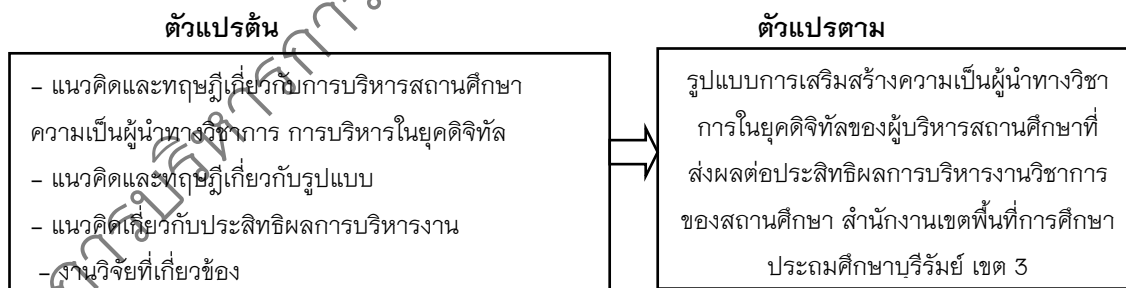 ตัวแปรต้น
ตัวแปรตาม
– แนวคิดและทฤษฎีเกี่ยวกับการบริหารสถานศึกษา
ความเป็นผู้นำทางวิชาการ การบริหารในยุคดิจิทัล
– แนวคิดและทฤษฎีเกี่ยวกับรูปแบบ
– แนวคิดเกี่ยวกับประสิทธิผลการบริหารงาน
– งานวิจัยที่เกี่ยวข้อง
รูปแบบการเสริมสร้างความเป็นผู้นำทางวิชา
การในยุคดิจิทัลของผู้บริหารสถานศึกษาที่
ส่งผลต่อประสิทธิผลการบริหารงานวิชาการ
ของสถานศึกษา สำนักงานเขตพื้นที่การศึกษา
ประถมศึกษาบุรีรัมย์ เขต 3
การบริหารการ